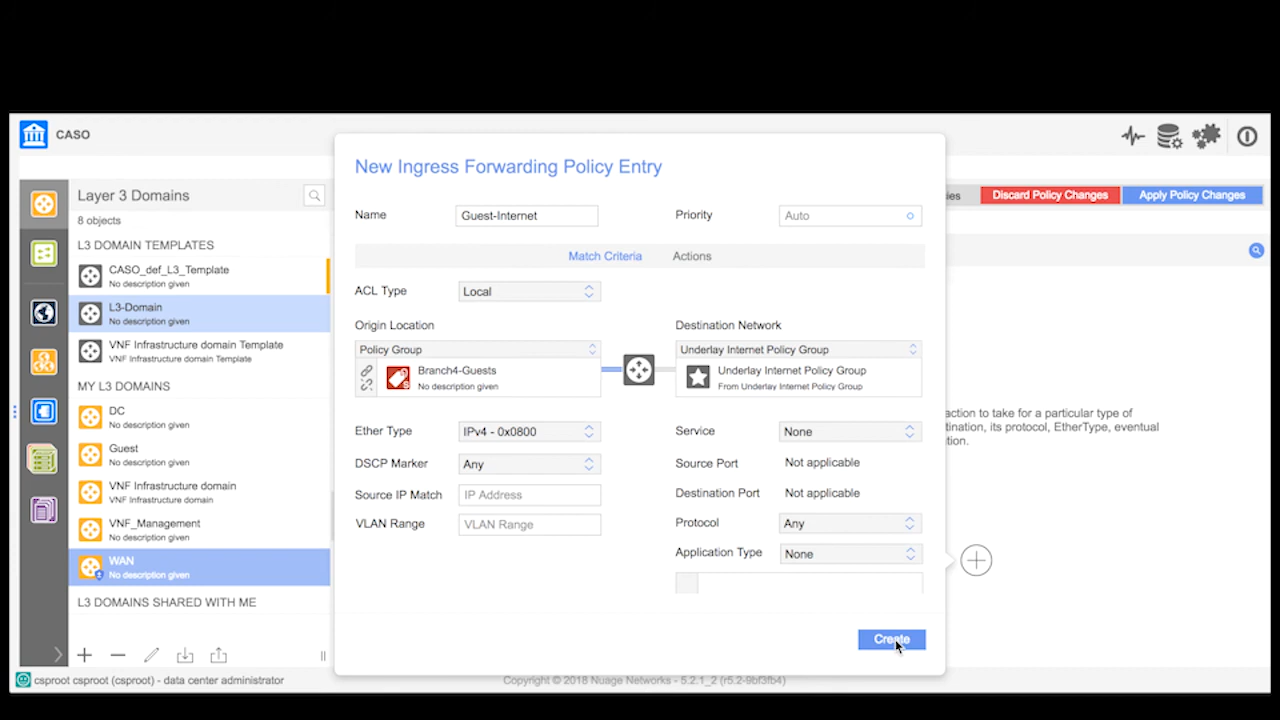 CASO
Layer 3 Domains
8 objects
L3 DOMAIN TEMPLATES
CASO_def_L3_Template
No description given
L3-Domain
No description given
VNF Infrastructure domain Template
VNF Infrastructure domain Template
MY L3 DOMAINS
DC
No description given
Guest
No description given
VNF Infrastructure domain
VNF Infrastructure domain
VNF_Management
No description given
WAN
No description given
L3 DOMAINS SHARED WITH ME
New Ingress Forwarding Policy Entry
Name Guest-Internet Priority Auto
Match Criteria Actions
ACL Type Local
Origin Location Destination Network
Policy Group Underlay Internet Policy Group
Branch4-Guests Underlay Internet Policy Group
No description given From Underlay Internet Policy Group
Ether Type IPv4 - 0x0800 Service None
DSCP Marker Any Source Port Not applicable
Source IP Match IP Address Destination Port Not applicable
VLAN Range VLAN Range Protocol Any
Application Type None
Create
ies Discard Policy Changes Apply Policy Changes
action to take for a particular type of
tination, its protocol, EtherType, eventual
tion.
csproot csproot (csproot) - data center administrator
Copyright © 2018 Nuage Networks - 5.2.1_2 (r5.2-9bf3fb4)